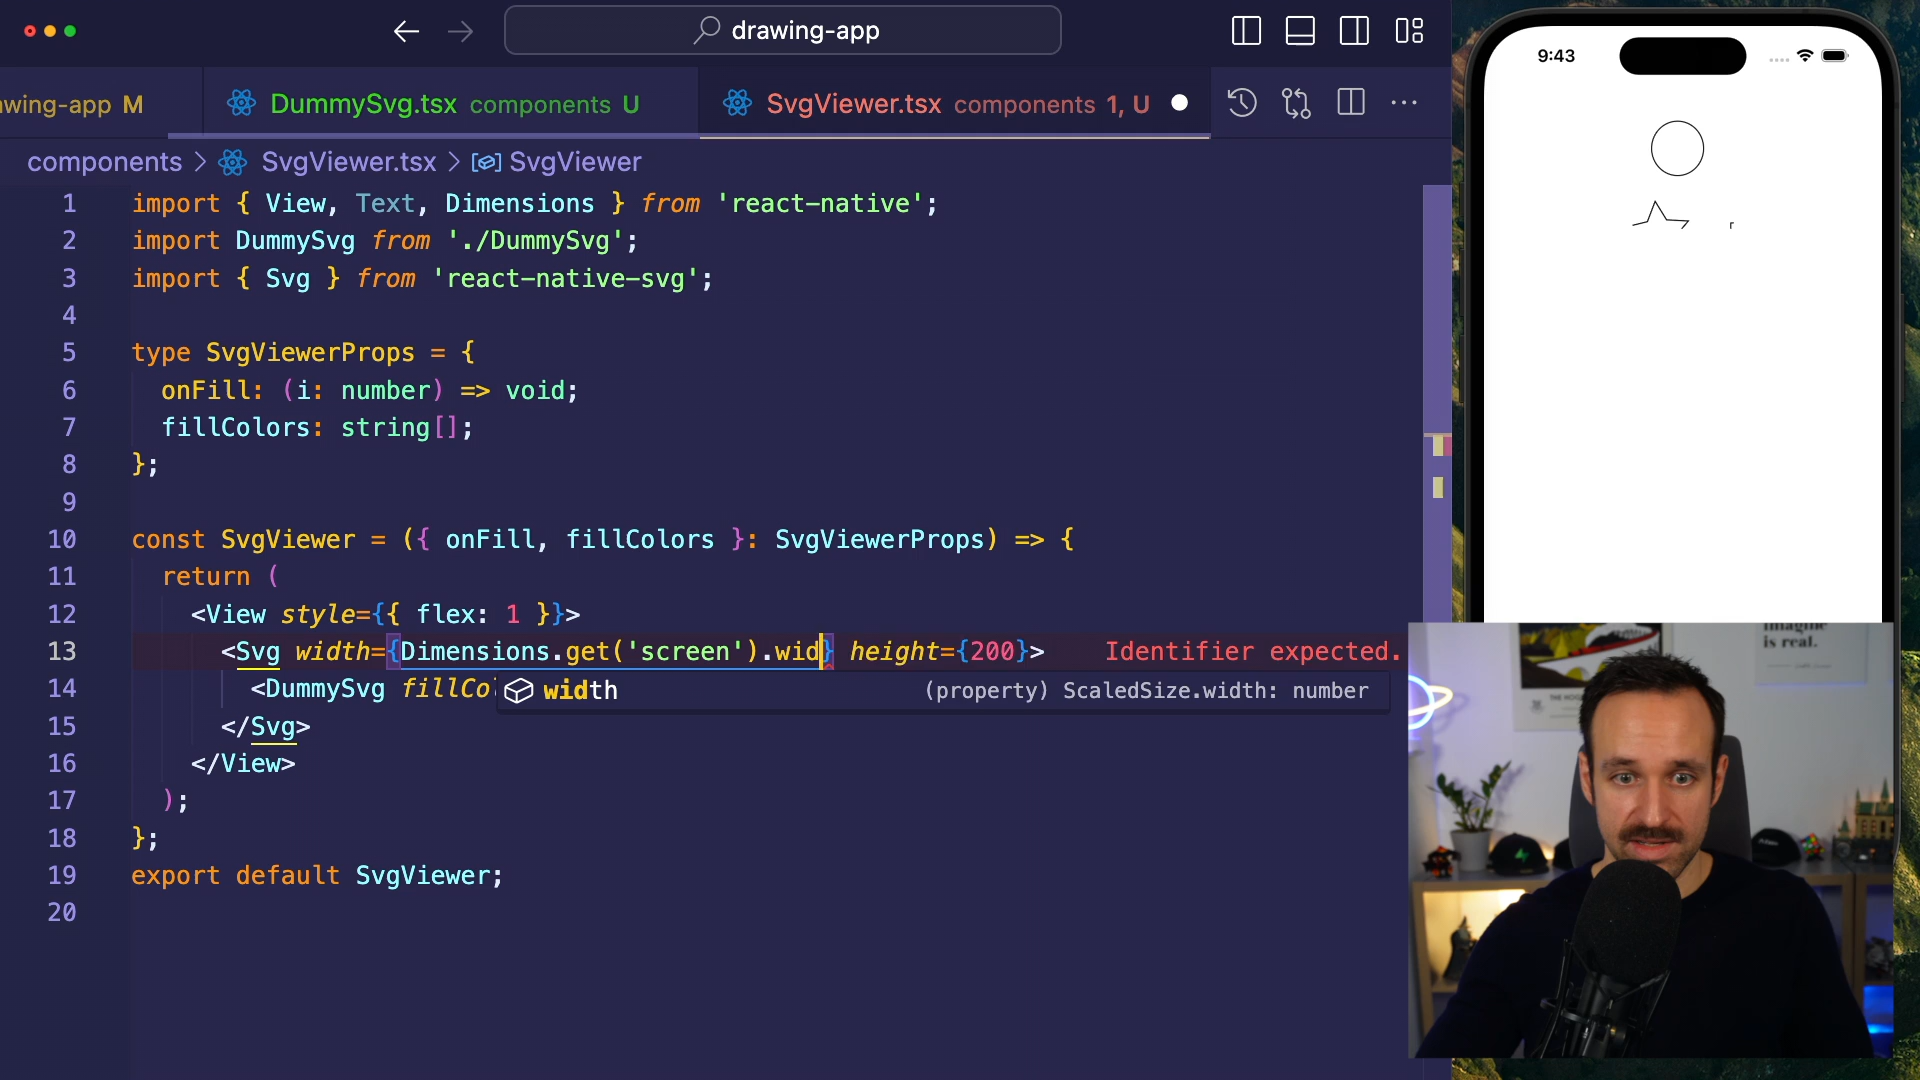 drawing-app
wing-app M
DummySvg.tsx components U
SvgViewer.tsx components 1, U
components > SvgViewer.tsx > SvgViewer
1 import { View, Text, Dimensions } from 'react-native';
2 import DummySvg from './DummySvg';
3 import { Svg } from 'react-native-svg';
4
5 type SvgViewerProps = {
6 onFill: (i: number) => void;
7 fillColors: string[];
8 };
9
10 const SvgViewer = ({ onFill, fillColors }: SvgViewerProps) => {
11 return (
12 <View style={{ flex: 1 }}>
13 <Svg width={Dimensions.get('screen').wid} height={200}> Identifier expected.
14 <DummySvg fillCo
width (property) ScaledSize.width: number
15 </Svg>
16 </View>
17 );
18 };
19 export default SvgViewer;
20
9:43
r
imagine
is real.